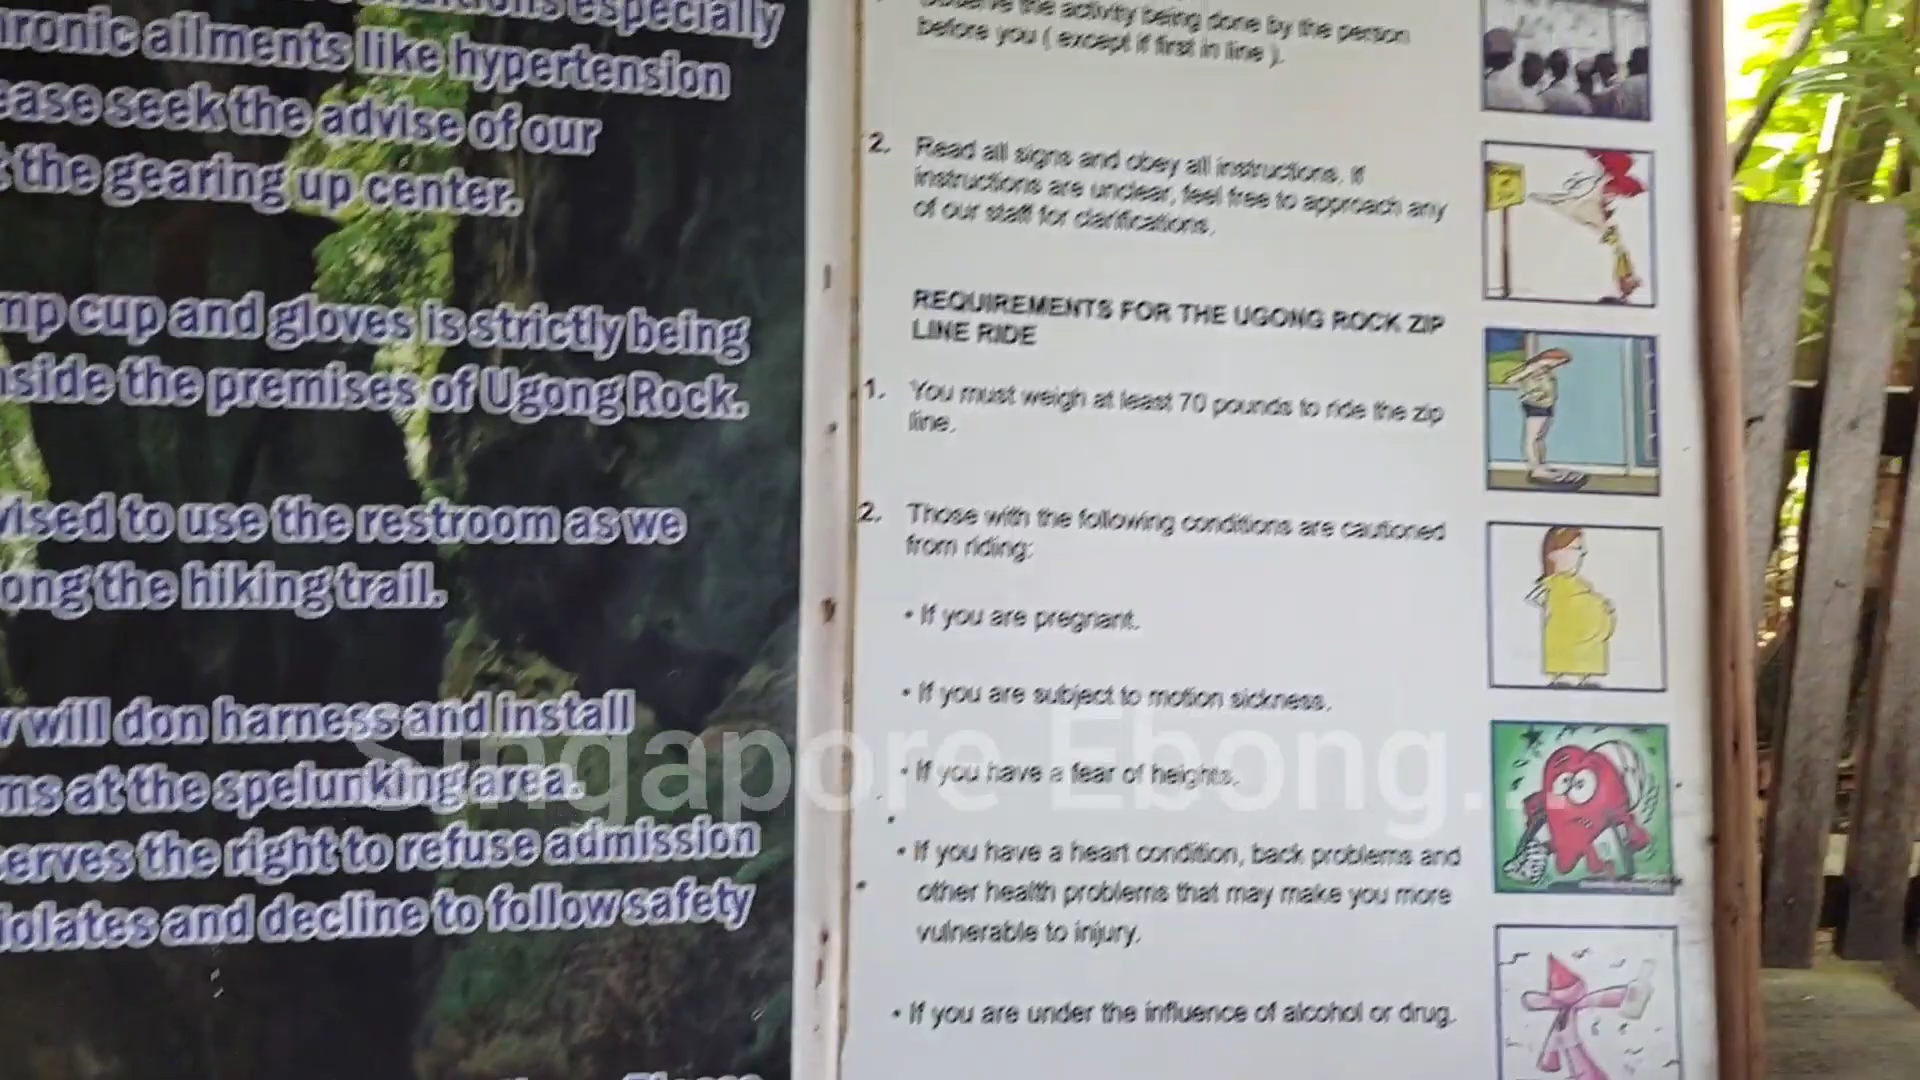 conditions especially
hronic ailments like hypertension
ease seek the advise of our
t the gearing up center.
mp cup and gloves is strictly being
nside the premises of Ugong Rock.
vised to use the restroom as we
ong the hiking trail.
y will don harness and install
ms at the spelunking area.
serves the right to refuse admission
iolates and decline to follow safety
Please
Observe the activity being done by the person
before you ( except if first in line ).
2. Read all signs and obey all instructions. If
instructions are unclear, feel free to approach any
of our staff for clarifications.
REQUIREMENTS FOR THE UGONG ROCK ZIP
LINE RIDE
1. You must weigh at least 70 pounds to ride the zip
line.
2. Those with the following conditions are cautioned
from riding:
• If you are pregnant.
• If you are subject to motion sickness.
• If you have a fear of heights.
• If you have a heart condition, back problems and
other health problems that may make you more
vulnerable to injury.
• If you are under the influence of alcohol or drug.
Singapore Ebong...